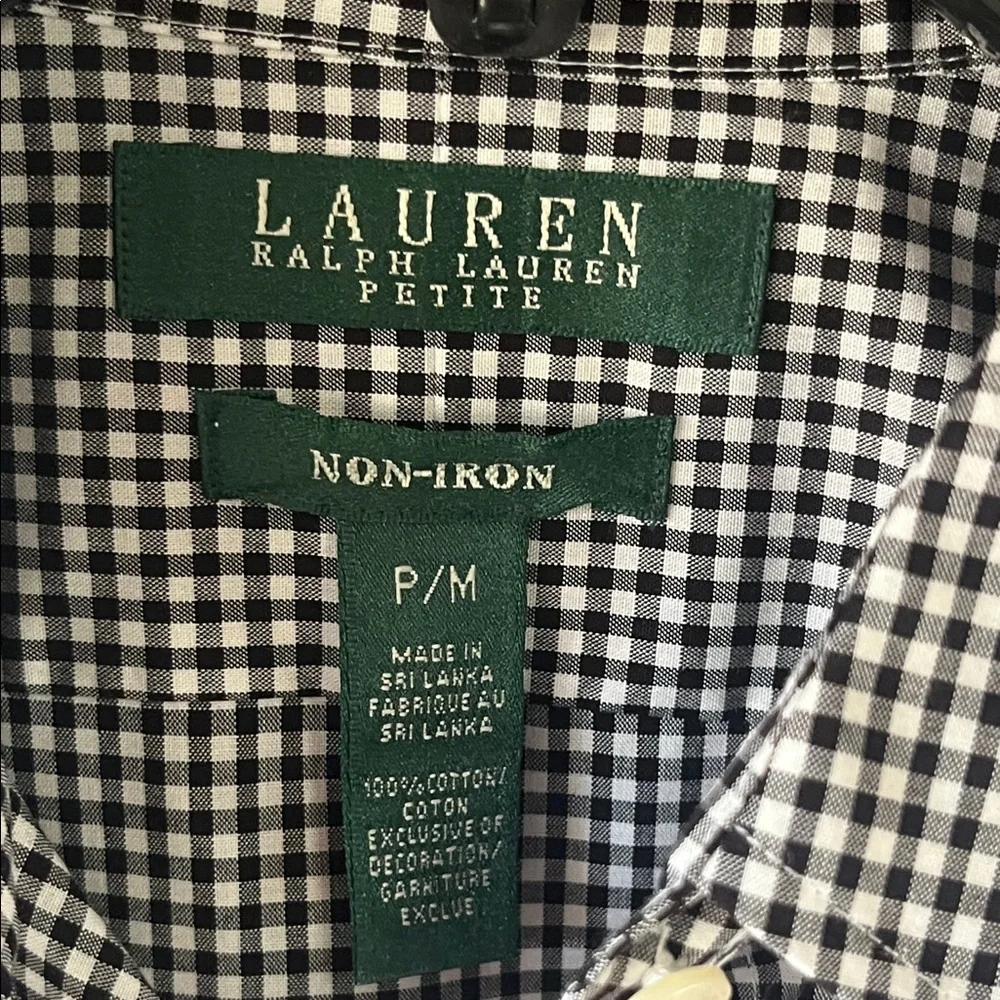 LAUREN
RALPH LAUREN
PETITE
NON-IRON
P/M
MADE IN
SRI LANKA
FABRIQUE AU
SRI LANKA
100% COTTON/
COTON
EXCLUSIVE OF
DECORATION/
GARNITURE
EXCLUE